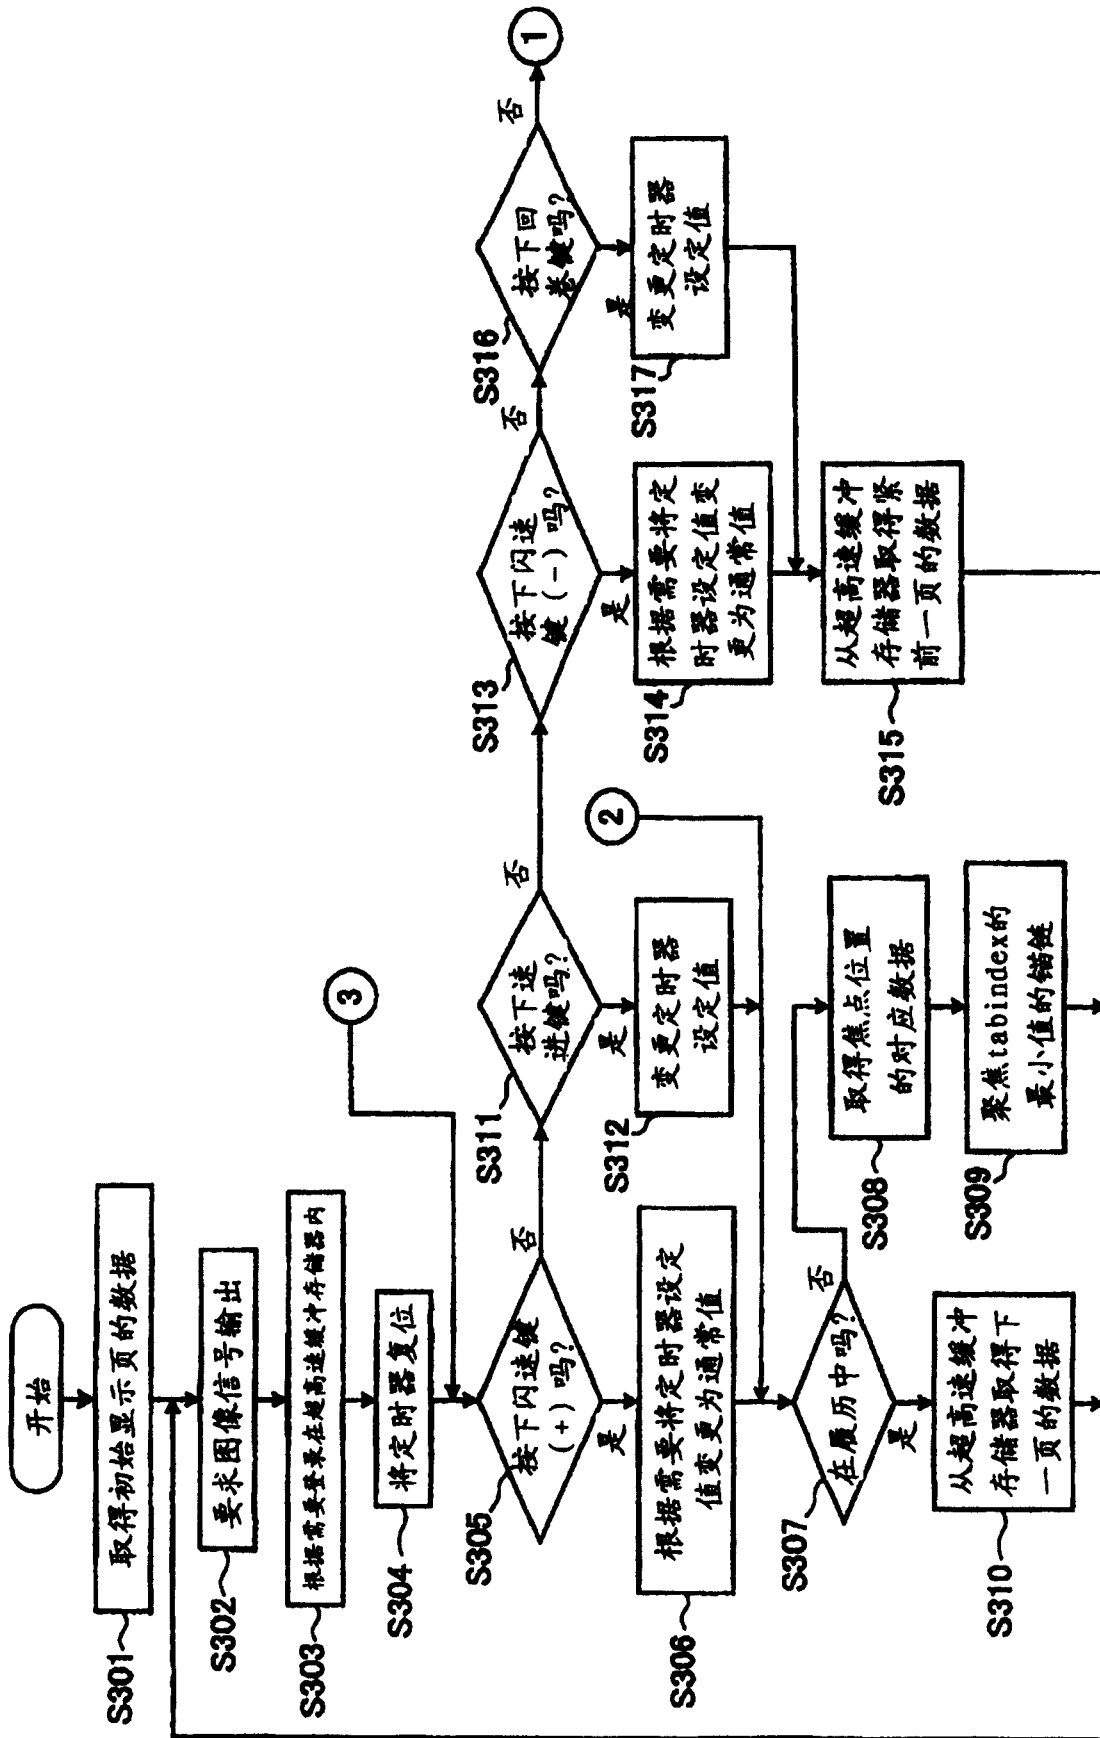 开始
S301
取得初始显示页的数据
S302
要求图像信号输出
S303
根据需要登录在超高速缓冲存储器内
S304
将定时器复位
3
S305
按下闪速键
(+)吗?
否
是
S306
根据需要将定时器设定
值变更为通常值
S307
在履历中吗?
否
是
S310
从超高速缓冲
存储器取得下
一页的数据
S308
取得焦点位置
的对应数据
S309
聚焦tabindex的
最小值的锚链
S311
按下速
进键吗?
否
是
S312
变更定时器
设定值
2
S313
按下闪速
键(-)吗?
否
是
S314
根据需要将定
时器设定值变
更为通常值
S315
从超高速缓冲
存储器取得紧
前一页的数据
S316
按下回
卷键吗?
否
是
S317
变更定时器
设定值
1